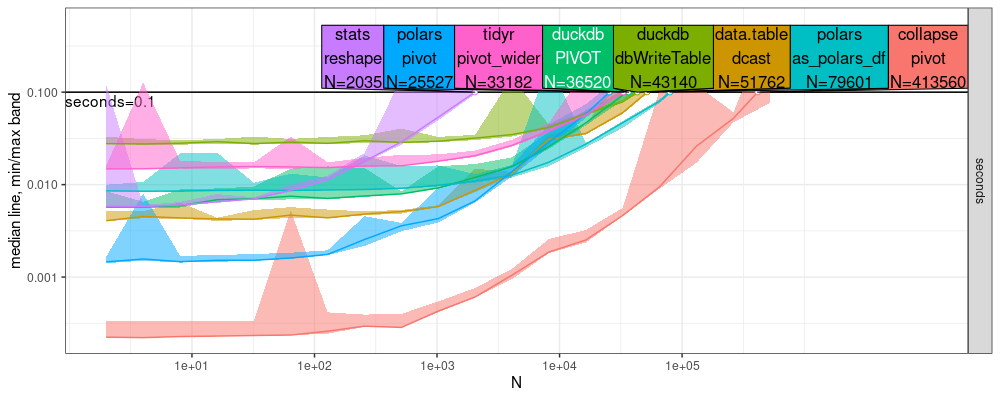 stats polars tidyr duckdb duckdb data.table polars collapse
reshape pivot pivot_wider PIVOT dbWriteTable dcast as_polars_df pivot
N=2035 N=25527 N=33182 N=36520 N=43140 N=51762 N=79601 N=413560
0.100
seconds=0.1
0.010
0.001
median line, min/max band
seconds
1e+01 1e+02 1e+03 1e+04 1e+05
N